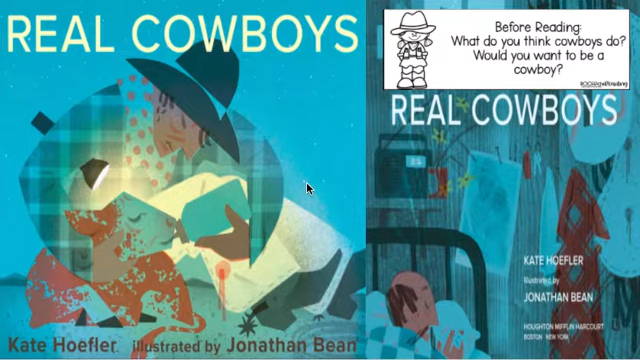 REAL COWBOYS
Kate Hoefler illustrated by Jonathan Bean
Before Reading:
What do you think cowboys do?
Would you want to be a
cowboy?
REAL COWBOYS
KATE HOEFLER
illustrated by
JONATHAN BEAN
HOUGHTON MIFFLIN HARCOURT
BOSTON NEW YORK